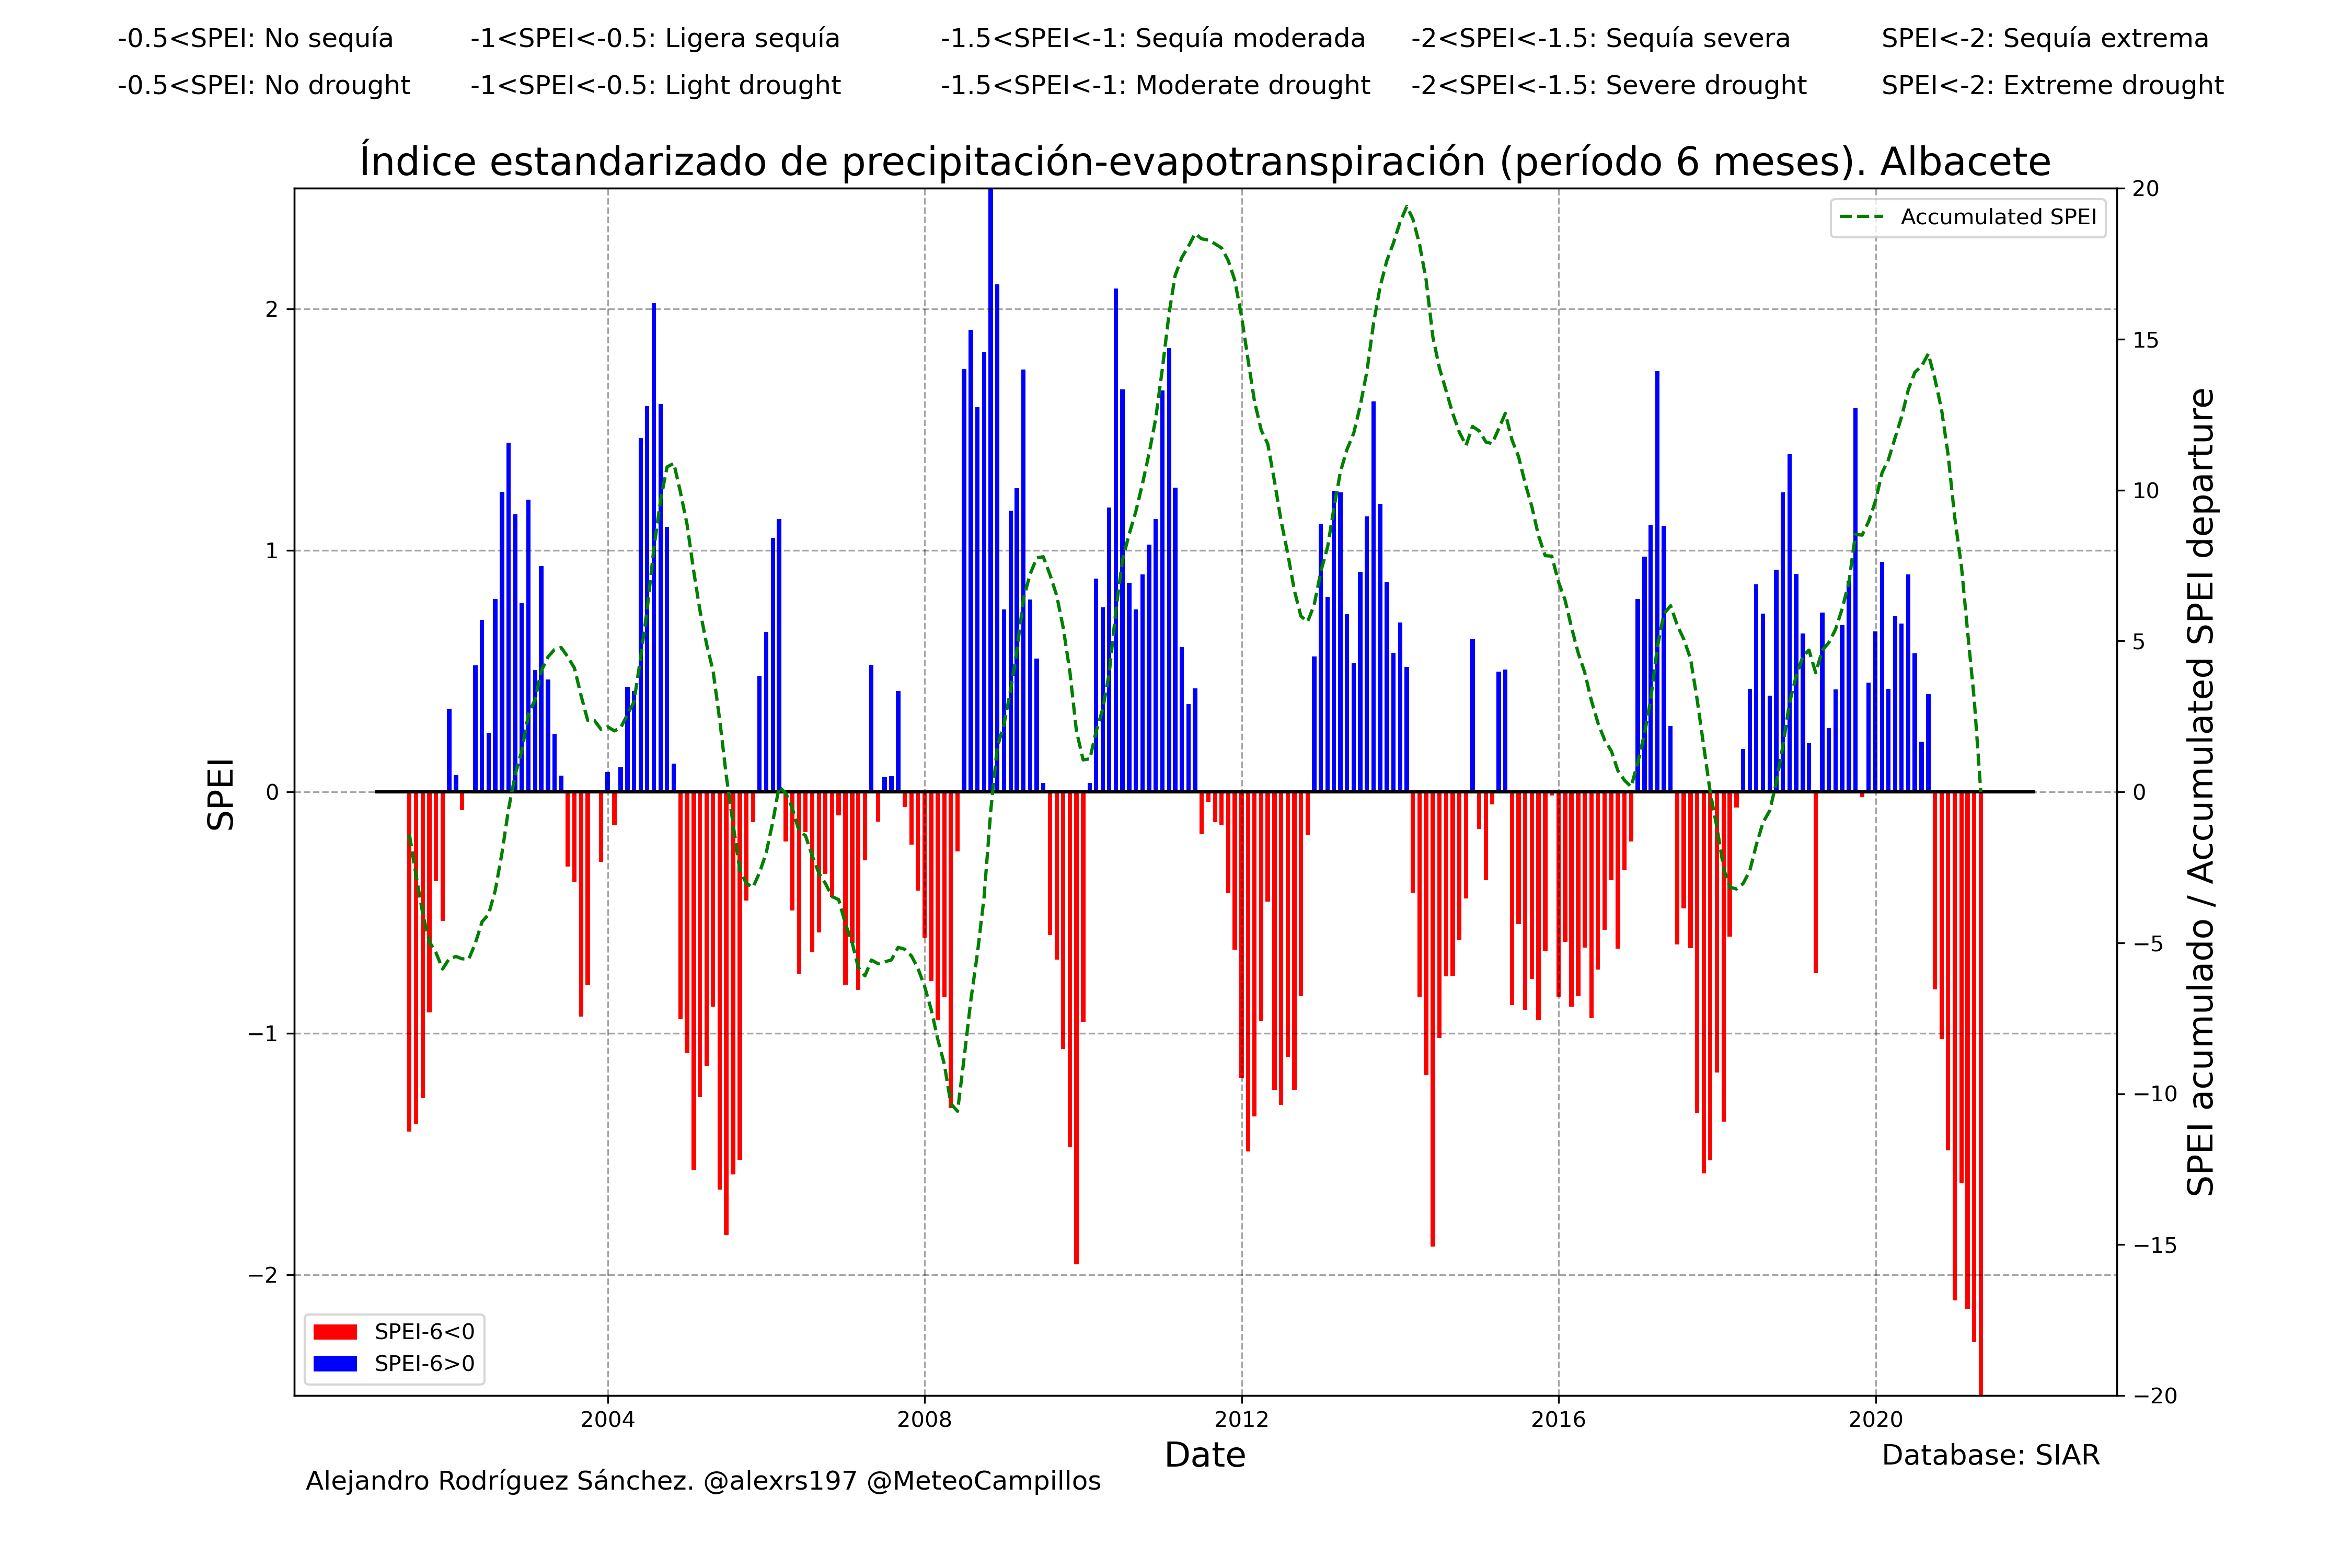 -0.5<SPEI: No sequía -1<SPEI<-0.5: Ligera sequía -1.5<SPEI<-1: Sequía moderada -2<SPEI<-1.5: Sequía severa SPEI<-2: Sequía extrema
-0.5<SPEI: No drought -1<SPEI<-0.5: Light drought -1.5<SPEI<-1: Moderate drought -2<SPEI<-1.5: Severe drought SPEI<-2: Extreme drought
Índice estandarizado de precipitación-evapotranspiración (período 6 meses). Albacete
Accumulated SPEI
SPEI
2
1
0
−1
−2
20
15
10
5
0
−5
−10
−15
−20
SPEI acumulado / Accumulated SPEI departure
SPEI-6<0
SPEI-6>0
2004 2008 2012 2016 2020
Date
Database: SIAR
Alejandro Rodríguez Sánchez. @alexrs197 @MeteoCampillos